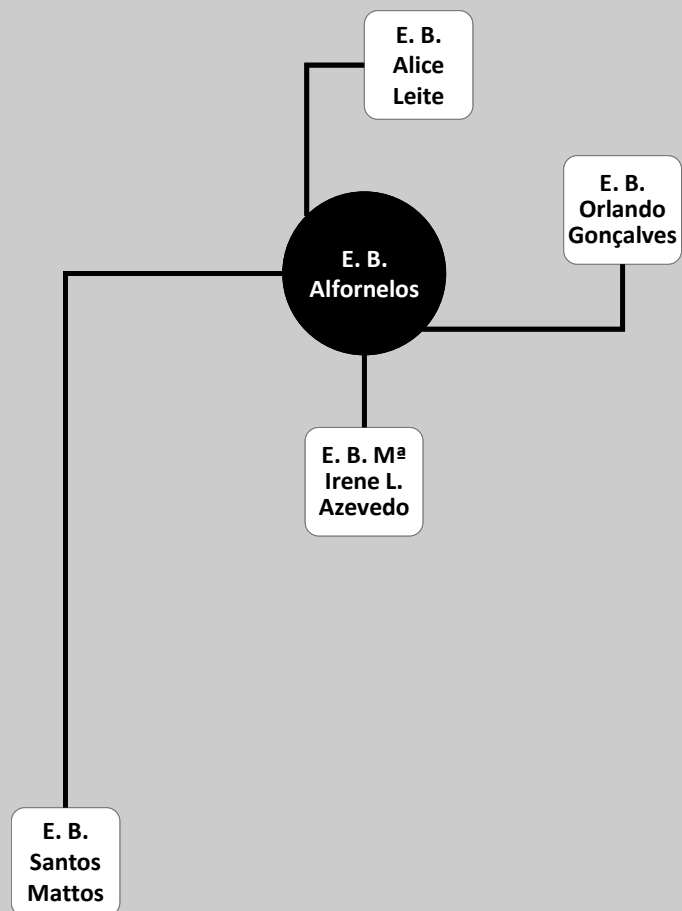 E. B.
Alice
Leite
E. B.
Orlando
Gonçalves
E. B.
Alfornelos
E. B. Mª
Irene L.
Azevedo
E. B.
Santos
Mattos